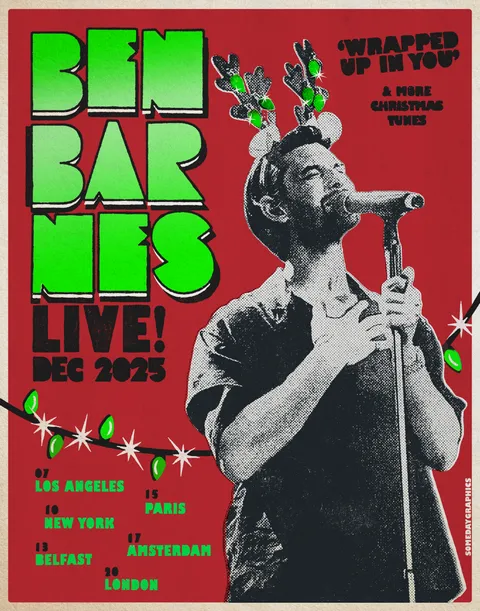 BEN
BAR
NES
LIVE!
DEC 2025
'WRAPPED
UP IN YOU'
& MORE
CHRISTMAS
TUNES
07
LOS ANGELES
15
PARIS
10
NEW YORK
17
AMSTERDAM
13
BELFAST
20
LONDON
SOMEDAYGRAPHICS